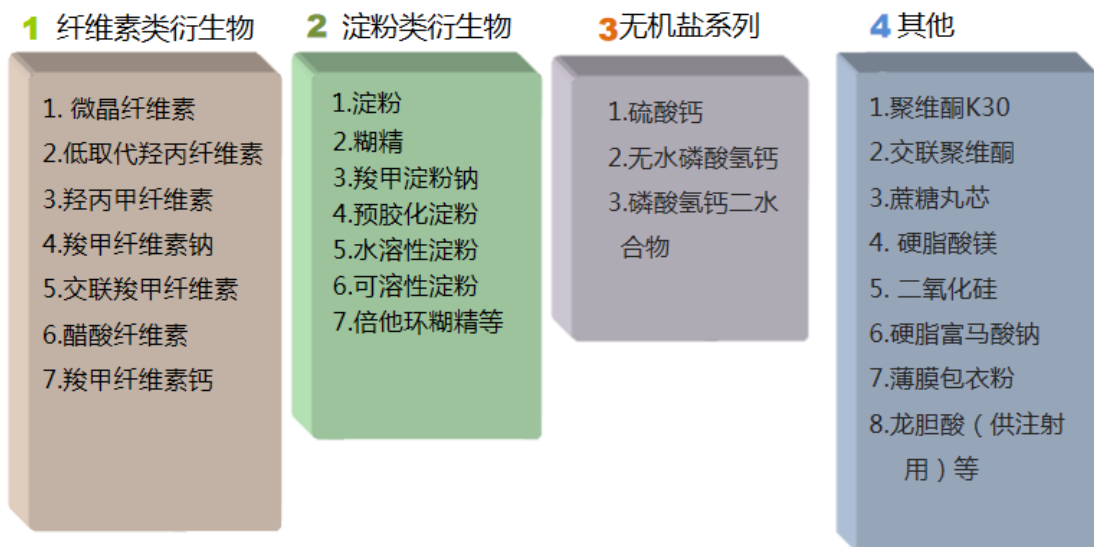 1 纤维素类衍生物
1. 微晶纤维素
2.低取代羟丙纤维素
3.羟丙甲纤维素
4.羧甲纤维素钠
5.交联羧甲纤维素
6.醋酸纤维素
7.羧甲纤维素钙
2 淀粉类衍生物
1.淀粉
2.糊精
3.羧甲淀粉钠
4.预胶化淀粉
5.水溶性淀粉
6.可溶性淀粉
7.倍他环糊精等
3无机盐系列
1.硫酸钙
2.无水磷酸氢钙
3.磷酸氢钙二水
合物
4其他
1.聚维酮K30
2.交联聚维酮
3.蔗糖丸芯
4. 硬脂酸镁
5. 二氧化硅
6.硬脂富马酸钠
7.薄膜包衣粉
8.龙胆酸（供注射
用）等